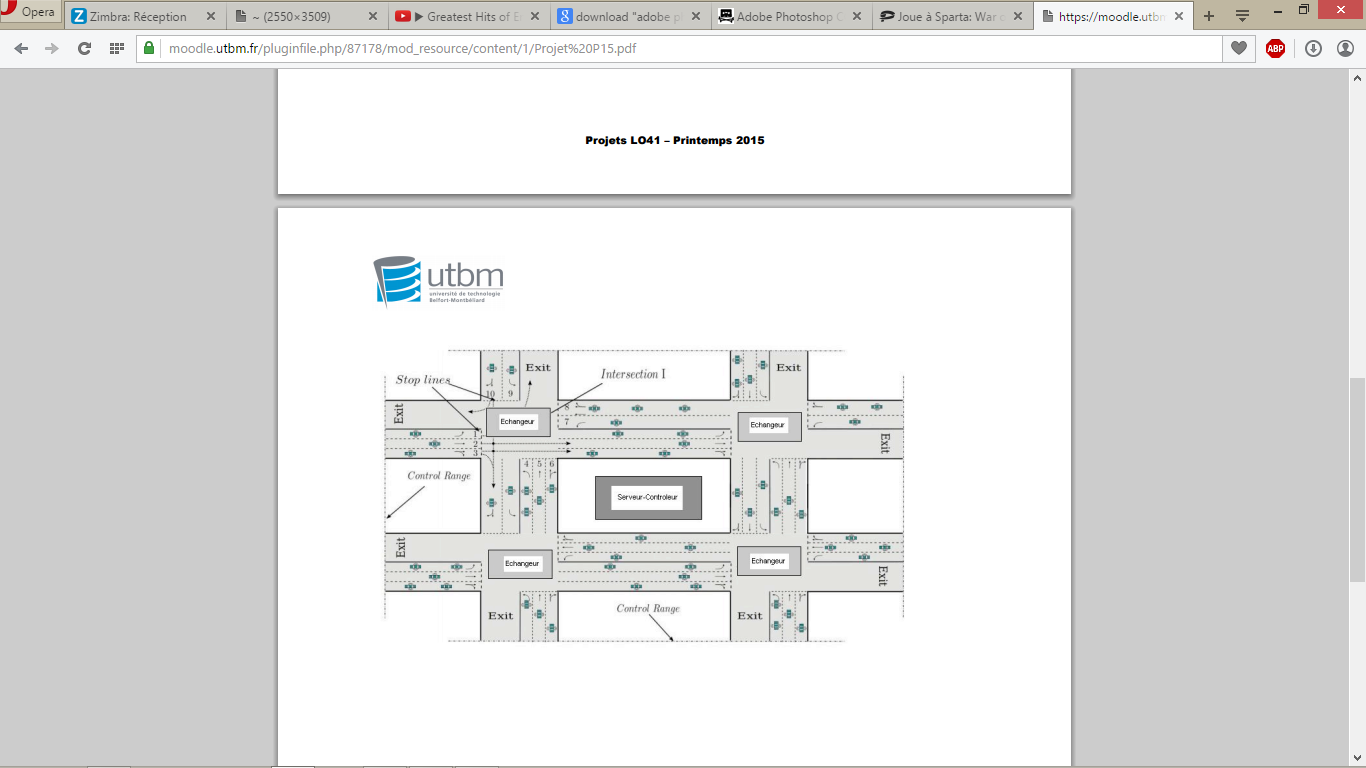 Opera
Zimbra: Réception
~ (2550×3509)
Greatest Hits of E
download "adobe p
Adobe Photoshop C
Joue à Sparta: War o
https://moodle.utbm
moodle.utbm.fr/pluginfile.php/87178/mod_resource/content/1/Projet%20P15.pdf
ABP
Projets LO41 – Printemps 2015
utbm
université de technologie
Belfort-Montbéliard
Exit
Exit
Stop lines
Intersection I
10 9
Exit
Echangeur
8
7
Echangeur
1
2
3
Exit
4 5 6
Control Range
Serveur-Controleur
Exit
Echangeur
Echangeur
Exit
Exit
Control Range
Exit